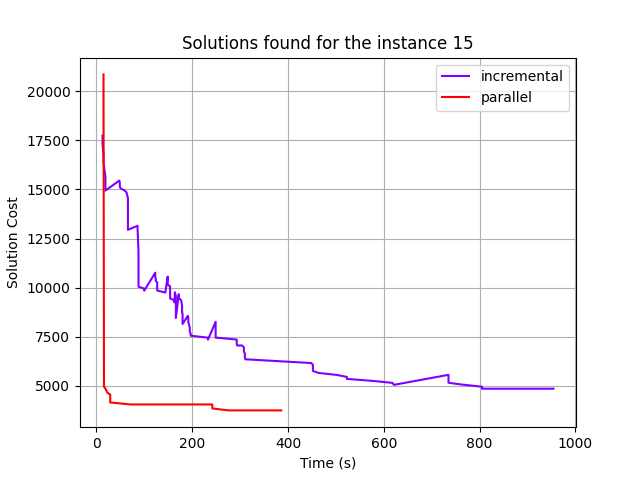 Solutions found for the instance 15
incremental
parallel
20000
17500
15000
12500
10000
7500
5000
Solution Cost
0 200 400 600 800 1000
Time (s)